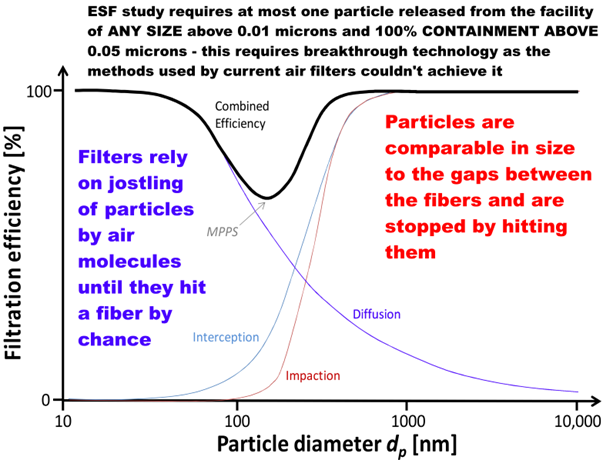 ESF study requires at most one particle released from the facility
of ANY SIZE above 0.01 microns and 100% CONTAINMENT ABOVE
0.05 microns - this requires breakthrough technology as the
methods used by current air filters couldn't achieve it
100
Combined
Efficiency
Particles are
comparable in size
to the gaps between
the fibers and are
stopped by hitting
them
Filters rely
on jostling
of particles
by air
molecules
until they hit
a fiber by
chance
MPPS
Filtration efficiency [%]
Interception
Diffusion
Impaction
0
10
100
1000
10,000
Particle diameter dp [nm]